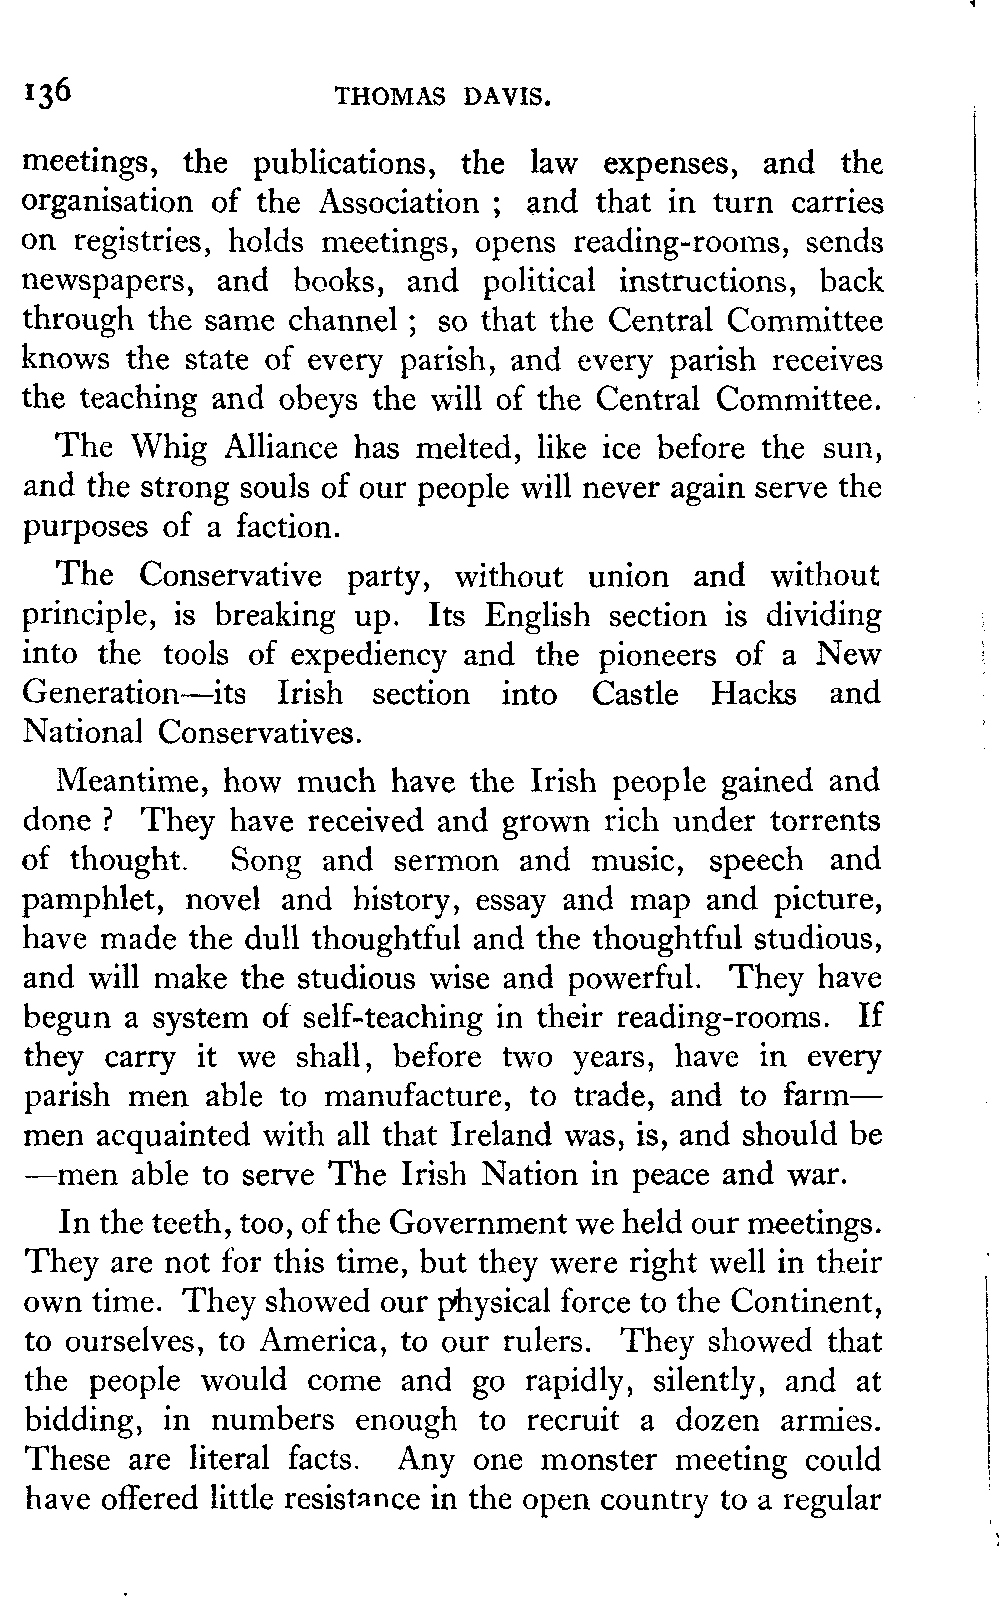 136 THOMAS DAVIS.
meetings, the publications, the law expenses, and the
organisation of the Association ; and that in turn carries
on registries, holds meetings, opens reading-rooms, sends
newspapers, and books, and political instructions, back
through the same channel ; so that the Central Committee
knows the state of every parish, and every parish receives
the teaching and obeys the will of the Central Committee.
The Whig Alliance has melted, like ice before the sun,
and the strong souls of our people will never again serve the
purposes of a faction.
The Conservative party, without union and without
principle, is breaking up. Its English section is dividing
into the tools of expediency and the pioneers of a New
Generation—its Irish section into Castle Hacks and
National Conservatives.
Meantime, how much have the Irish people gained and
done ? They have received and grown rich under torrents
of thought. Song and sermon and music, speech and
pamphlet, novel and history, essay and map and picture,
have made the dull thoughtful and the thoughtful studious,
and will make the studious wise and powerful. They have
begun a system of self-teaching in their reading-rooms. If
they carry it we shall, before two years, have in every
parish men able to manufacture, to trade, and to farm—
men acquainted with all that Ireland was, is, and should be
—men able to serve The Irish Nation in peace and war.
In the teeth, too, of the Government we held our meetings.
They are not for this time, but they were right well in their
own time. They showed our physical force to the Continent,
to ourselves, to America, to our rulers. They showed that
the people would come and go rapidly, silently, and at
bidding, in numbers enough to recruit a dozen armies.
These are literal facts. Any one monster meeting could
have offered little resistance in the open country to a regular